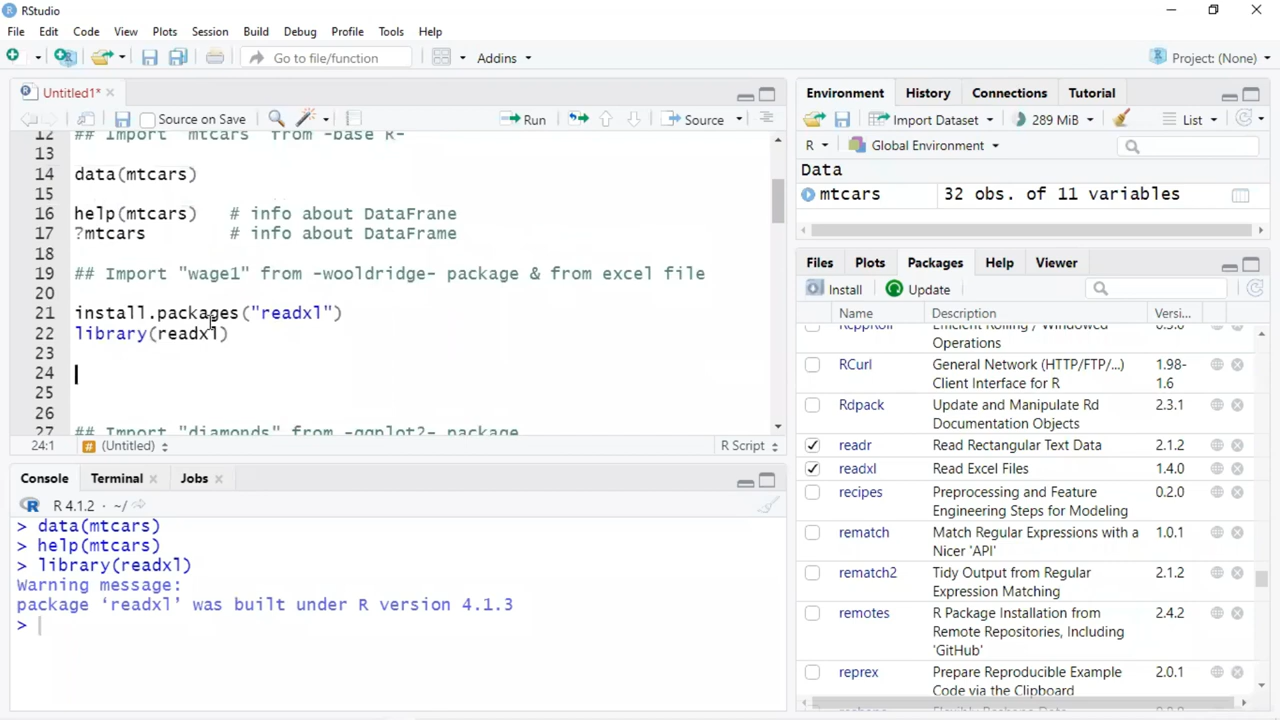 RStudio
File Edit Code View Plots Session Build Debug Profile Tools Help
Go to file/function Addins Project: (None)
Untitled1*
Source on Save Run Source
12 ## Import "mtcars" from -base R-
13
14 data(mtcars)
15
16 help(mtcars) # info about DataFrane
17 ?mtcars # info about DataFrame
18
19 ## Import "wage1" from -wooldridge- package & from excel file
20
21 install.packages("readxl")
22 library(readxl)
23
24
25
26
27 ## Import "diamonds" from -ggplot2- package
24:1 (Untitled) R Script
Console Terminal Jobs
R 4.1.2 · ~/
> data(mtcars)
> help(mtcars)
> library(readxl)
Warning message:
package ‘readxl’ was built under R version 4.1.3
>
Environment History Connections Tutorial
Import Dataset 289 MiB List
R Global Environment
Data
mtcars 32 obs. of 11 variables
Files Plots Packages Help Viewer
Install Update
Name Description Versi...
RcppRoll Efficient Rolling / Windowed 0.3.0
Operations
RCurl General Network (HTTP/FTP/...) 1.98-
Client Interface for R 1.6
Rdpack Update and Manipulate Rd 2.3.1
Documentation Objects
readr Read Rectangular Text Data 2.1.2
readxl Read Excel Files 1.4.0
recipes Preprocessing and Feature 0.2.0
Engineering Steps for Modeling
rematch Match Regular Expressions with a 1.0.1
Nicer 'API'
rematch2 Tidy Output from Regular 2.1.2
Expression Matching
remotes R Package Installation from 2.4.2
Remote Repositories, Including
'GitHub'
reprex Prepare Reproducible Example 2.0.1
Code via the Clipboard